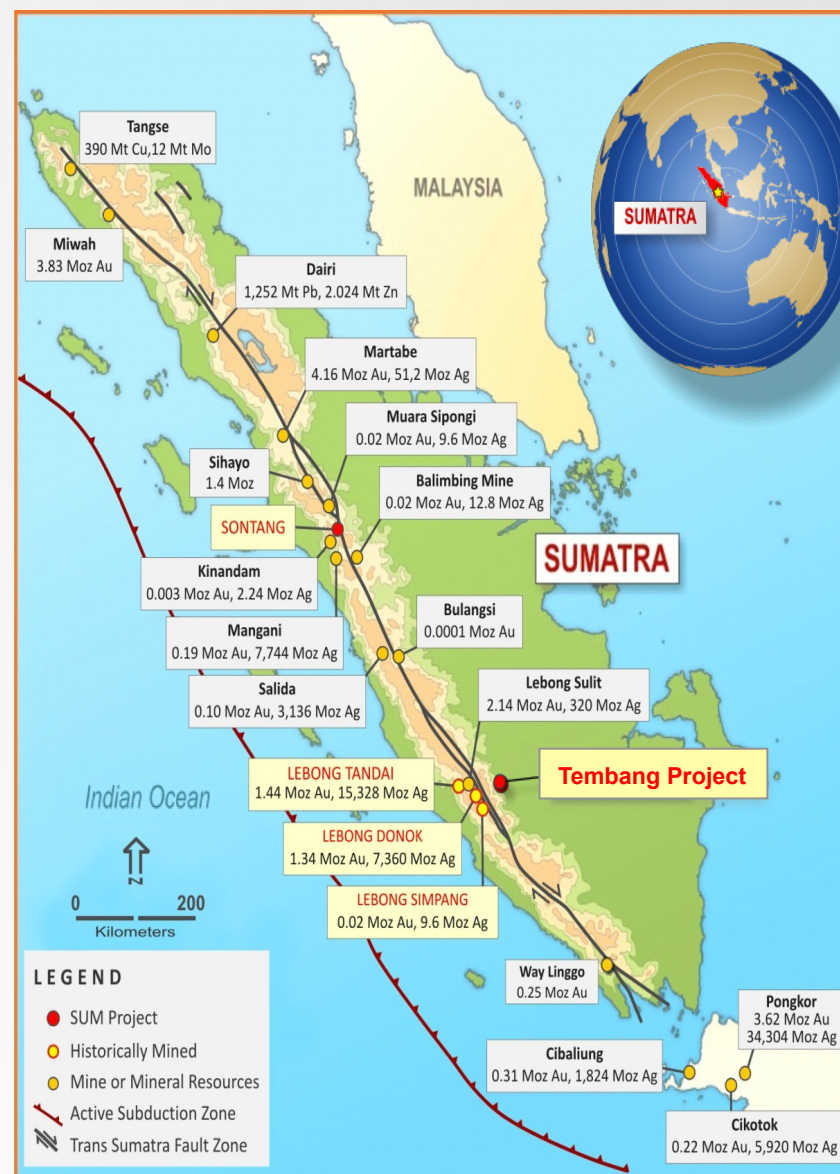 Tangse
390 Mt Cu,12 Mt Mo
MALAYSIA
SUMATRA
Miwah
3.83 Moz Au
Dairi
1,252 Mt Pb, 2.024 Mt Zn
Martabe
4.16 Moz Au, 51,2 Moz Ag
Muara Sipongi
0.02 Moz Au, 9.6 Moz Ag
Sihayo
1.4 Moz
Balimbing Mine
0.02 Moz Au, 12.8 Moz Ag
SONTANG
SUMATRA
Kinandam
0.003 Moz Au, 2.24 Moz Ag
Bulangsi
0.0001 Moz Au
Mangani
0.19 Moz Au, 7,744 Moz Ag
Salida
0.10 Moz Au, 3,136 Moz Ag
Lebong Sulit
2.14 Moz Au, 320 Moz Ag
LEBONG TANDAI
1.44 Moz Au, 15,328 Moz Ag
Tembang Project
Indian Ocean
LEBONG DONOK
1.34 Moz Au, 7,360 Moz Ag
N
LEBONG SIMPANG
0.02 Moz Au, 9.6 Moz Ag
0 200
Kilometers
Way Linggo
0.25 Moz Au
LEGEND
SUM Project
Historically Mined
Mine or Mineral Resources
Active Subduction Zone
Trans Sumatra Fault Zone
Pongkor
3.62 Moz Au
34,304 Moz Ag
Cibaliung
0.31 Moz Au, 1,824 Moz Ag
Cikotok
0.22 Moz Au, 5,920 Moz Ag